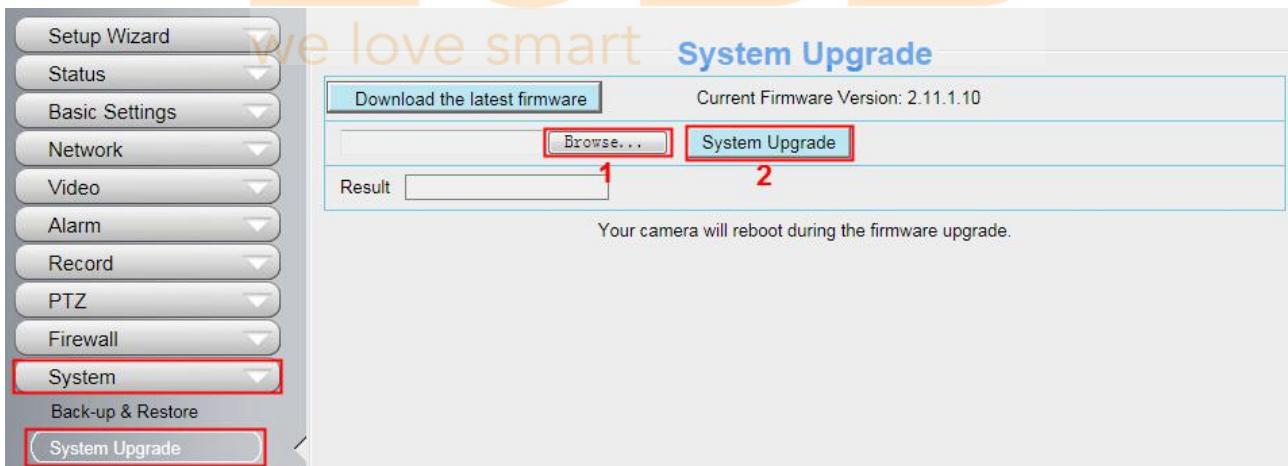 we love smart
Setup Wizard
Status
Basic Settings
Network
Video
Alarm
Record
PTZ
Firewall
System
Back-up & Restore
System Upgrade
System Upgrade
Download the latest firmware
Current Firmware Version: 2.11.1.10
Browse...
System Upgrade
1
2
Result
Your camera will reboot during the firmware upgrade.